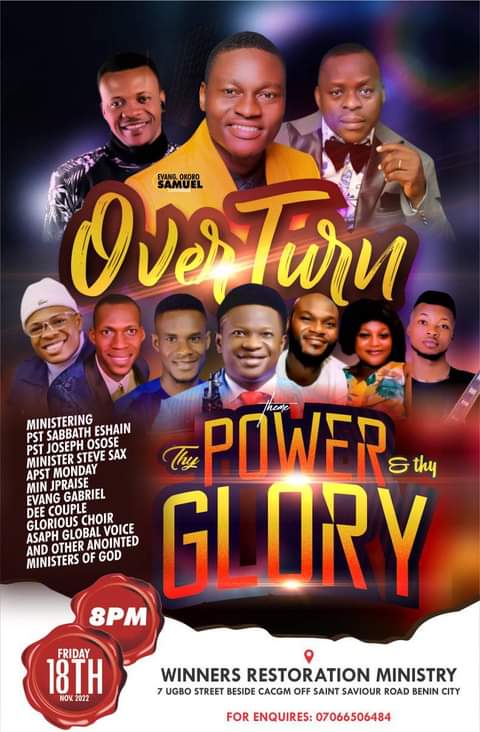 EVANG. OKORO
SAMUEL
Over Turn
MINISTERING
PST SABBATH ESHAIN
PST JOSEPH OSOSE
MINISTER STEVE SAX
APST MONDAY
MIN JPRAISE
EVANG GABRIEL
DEE COUPLE
GLORIOUS CHOIR
ASAPH GLOBAL VOICE
AND OTHER ANOINTED
MINISTERS OF GOD
theme
Thy POWER & thy
GLORY
8PM
FRIDAY
18TH
NOV. 2022
WINNERS RESTORATION MINISTRY
7 UGBO STREET BESIDE CACGM OFF SAINT SAVIOUR ROAD BENIN CITY
FOR ENQUIRES: 07066506484